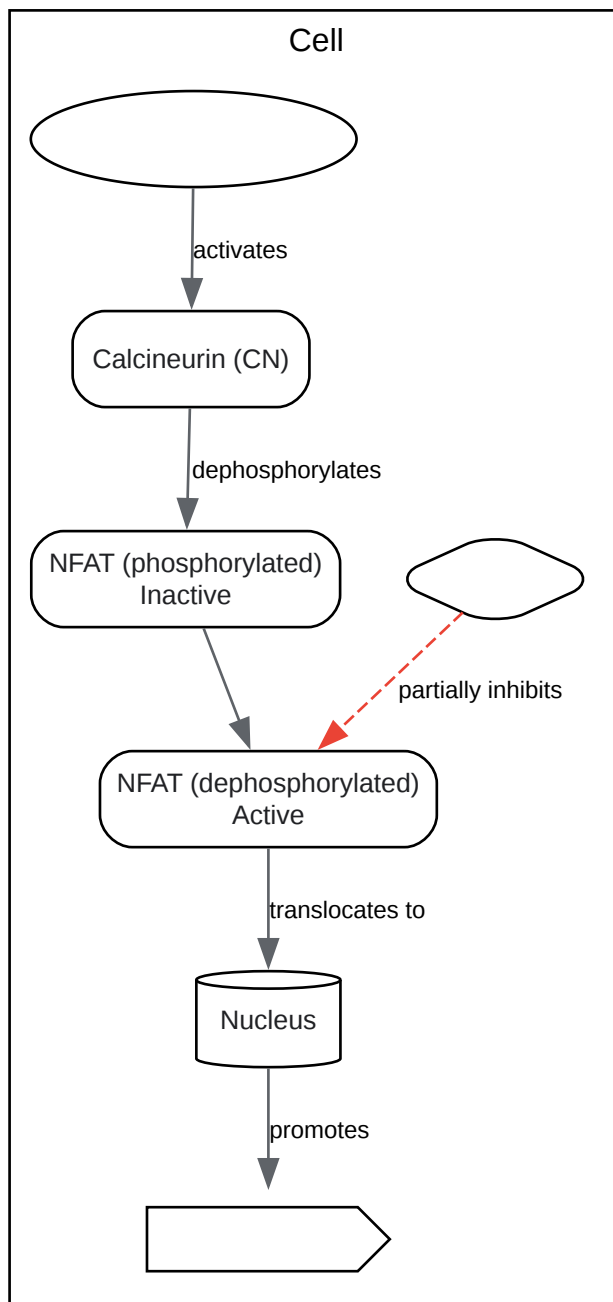 Cell
activates
Calcineurin (CN)
dephosphorylates
NFAT (phosphorylated)
Inactive
partially inhibits
NFAT (dephosphorylated)
Active
translocates to
Nucleus
promotes